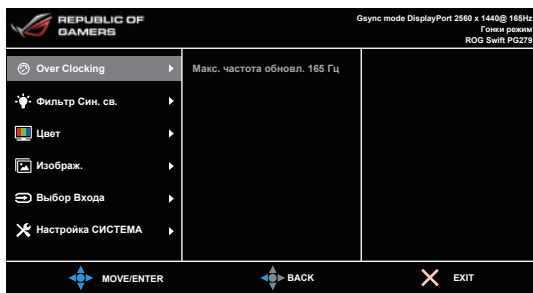 REPUBLIC OF
GAMERS
Gsync mode DisplayPort 2560 x 1440@ 165Hz
Гонки режим
ROG Swift PG279
Over Clocking
Макс. частота обновл. 165 Гц
Фильтр Син. св.
Цвет
Изображ.
Выбор Входа
Настройка СИСТЕМА
MOVE/ENTER
BACK
EXIT